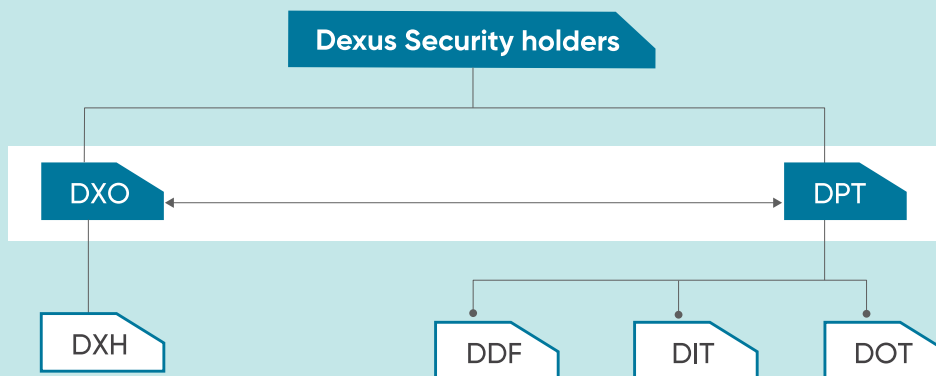 Dexus Security holders
DXO
DPT
DXH
DDF
DIT
DOT